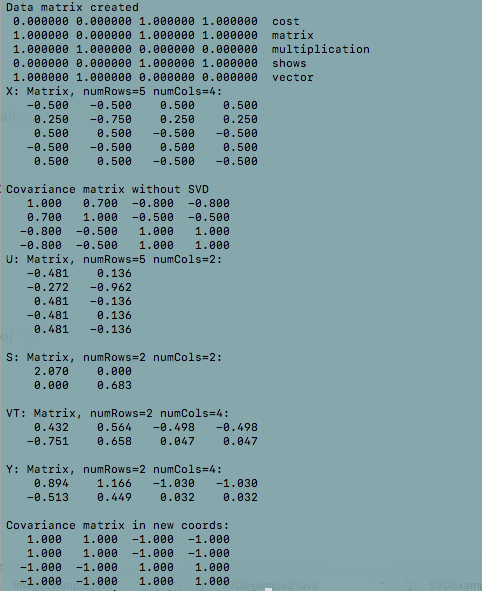 Data matrix created
0.000000 0.000000 1.000000 1.000000 cost
1.000000 0.000000 1.000000 1.000000 matrix
1.000000 1.000000 0.000000 0.000000 multiplication
0.000000 0.000000 1.000000 1.000000 shows
1.000000 1.000000 0.000000 0.000000 vector
X: Matrix, numRows=5 numCols=4:
-0.500 -0.500 0.500 0.500
0.250 -0.750 0.250 0.250
0.500 0.500 -0.500 -0.500
-0.500 -0.500 0.500 0.500
0.500 0.500 -0.500 -0.500
Covariance matrix without SVD
1.000 0.700 -0.800 -0.800
0.700 1.000 -0.500 -0.500
-0.800 -0.500 1.000 1.000
-0.800 -0.500 1.000 1.000
U: Matrix, numRows=5 numCols=2:
-0.481 0.136
-0.272 -0.962
0.481 -0.136
-0.481 0.136
0.481 -0.136
S: Matrix, numRows=2 numCols=2:
2.070 0.000
0.000 0.683
VT: Matrix, numRows=2 numCols=4:
0.432 0.564 -0.498 -0.498
-0.751 0.658 0.047 0.047
Y: Matrix, numRows=2 numCols=4:
0.894 1.166 -1.030 -1.030
-0.513 0.449 0.032 0.032
Covariance matrix in new coords:
1.000 1.000 -1.000 -1.000
1.000 1.000 -1.000 -1.000
-1.000 -1.000 1.000 1.000
-1.000 -1.000 1.000 1.000